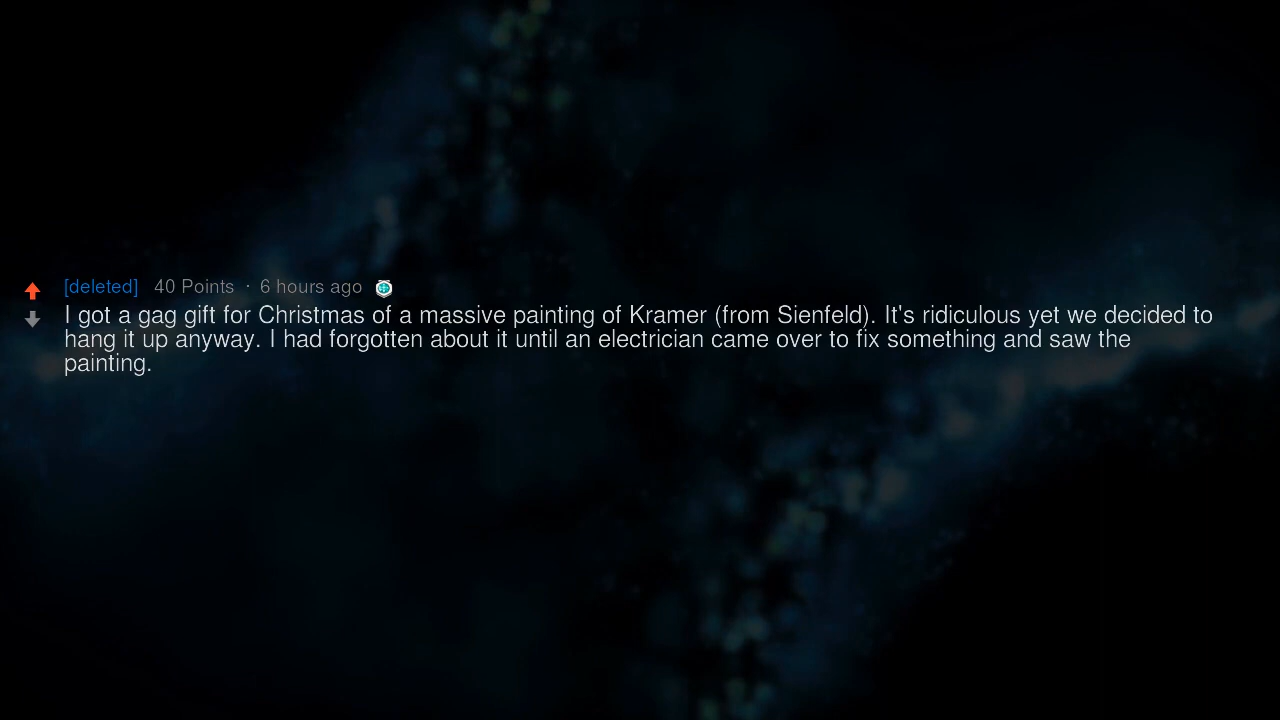 [deleted] 40 Points · 6 hours ago
I got a gag gift for Christmas of a massive painting of Kramer (from Sienfeld). It's ridiculous yet we decided to
hang it up anyway. I had forgotten about it until an electrician came over to fix something and saw the
painting.